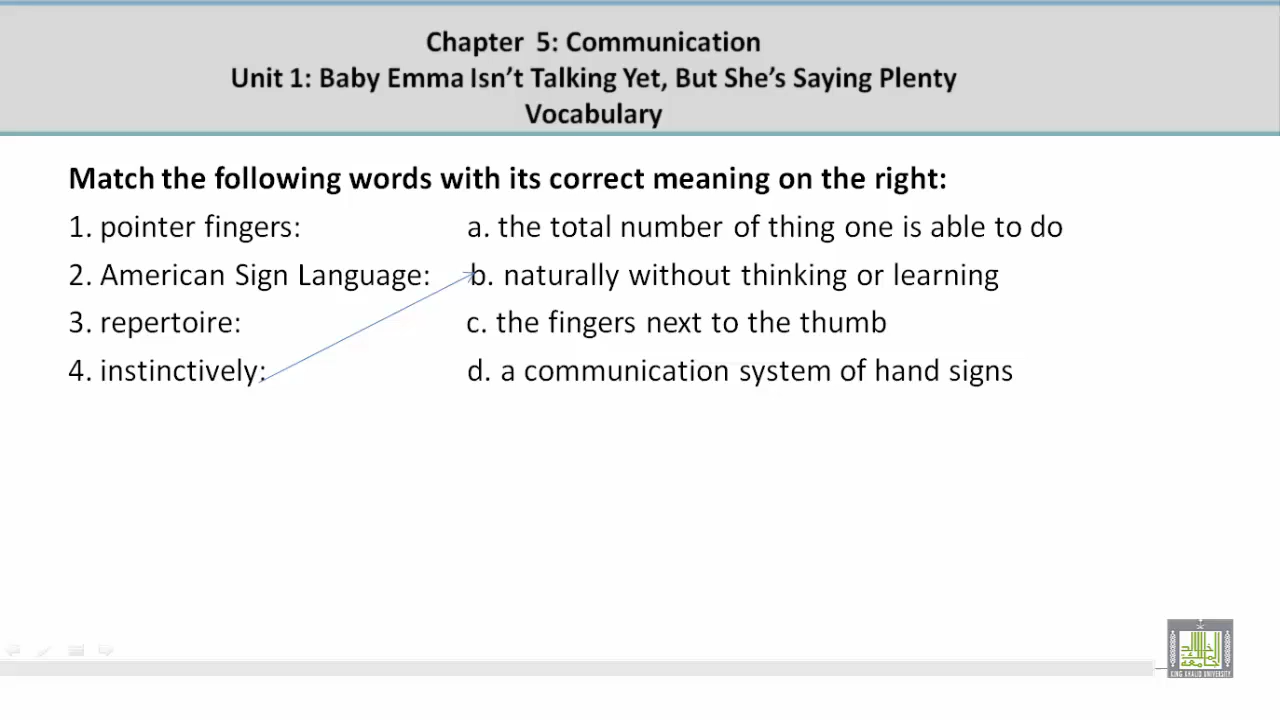 Chapter 5: Communication
Unit 1: Baby Emma Isn't Talking Yet, But She's Saying Plenty
Vocabulary
Match the following words with its correct meaning on the right:
1. pointer fingers: a. the total number of thing one is able to do
2. American Sign Language: b. naturally without thinking or learning
3. repertoire: c. the fingers next to the thumb
4. instinctively: d. a communication system of hand signs
KING KHALID UNIVERSITY